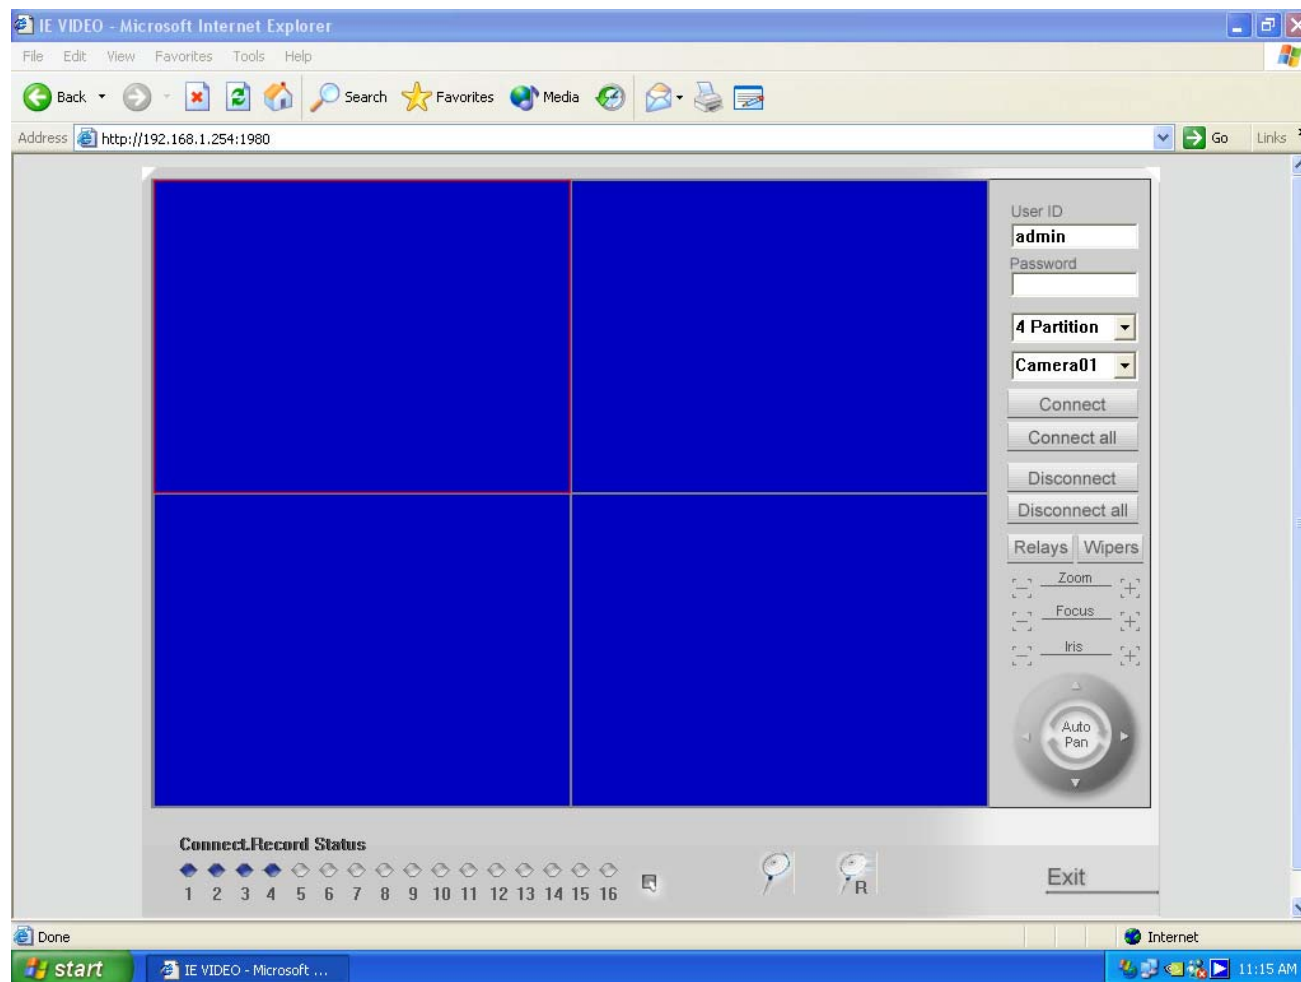 IE VIDEO - Microsoft Internet Explorer
File Edit View Favorites Tools Help
Back Search Favorites Media
Address http://192.168.1.254:1980 Go Links
User ID
admin
Password
4 Partition
Camera01
Connect
Connect all
Disconnect
Disconnect all
Relays Wipers
Zoom
Focus
Iris
Auto
Pan
Connect.Record Status
1 2 3 4 5 6 7 8 9 10 11 12 13 14 15 16
R
Exit
Done Internet
start IE VIDEO - Microsoft ... 11:15 AM